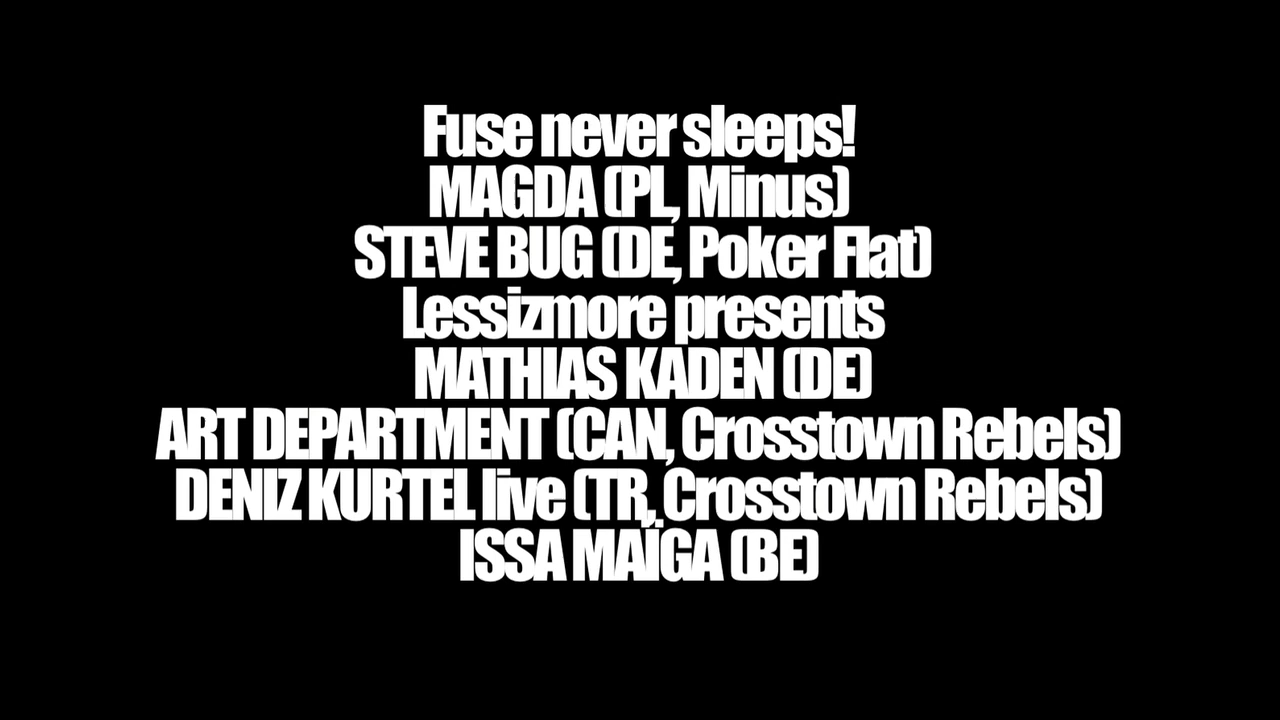 Fuse never sleeps!
MAGDA (PL, Minus)
STEVE BUG (DE, Poker Flat)
Lessizmore presents
MATHIAS KADEN (DE)
ART DEPARTMENT (CAN, Crosstown Rebels)
DENIZ KURTEL live (TR, Crosstown Rebels)
ISSA MAÏGA (BE)